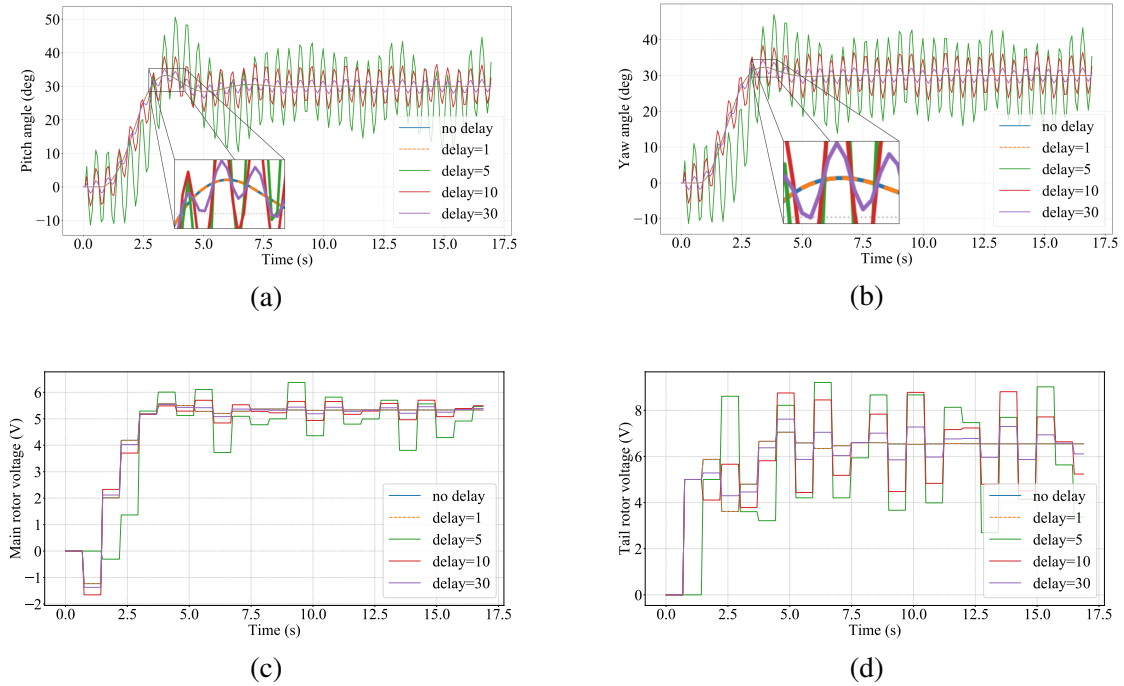 50
40
30
20
10
0
−10
Pitch angle (deg)
no delay
delay=1
delay=5
delay=10
delay=30
0.0
2.5
5.0
7.5
10.0
12.5
15.0
17.5
Time (s)
(a)
40
30
20
10
0
−10
Yaw angle (deg)
no delay
delay=1
delay=5
delay=10
delay=30
0.0
2.5
5.0
7.5
10.0
12.5
15.0
17.5
Time (s)
(b)
6
5
4
3
2
1
0
−1
−2
Main rotor voltage (V)
no delay
delay=1
delay=5
delay=10
delay=30
0.0
2.5
5.0
7.5
10.0
12.5
15.0
17.5
Time (s)
(c)
8
6
4
2
0
Tail rotor voltage (V)
no delay
delay=1
delay=5
delay=10
delay=30
0.0
2.5
5.0
7.5
10.0
12.5
15.0
17.5
Time (s)
(d)